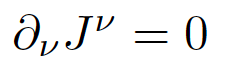 ∂_ν J^ν = 0